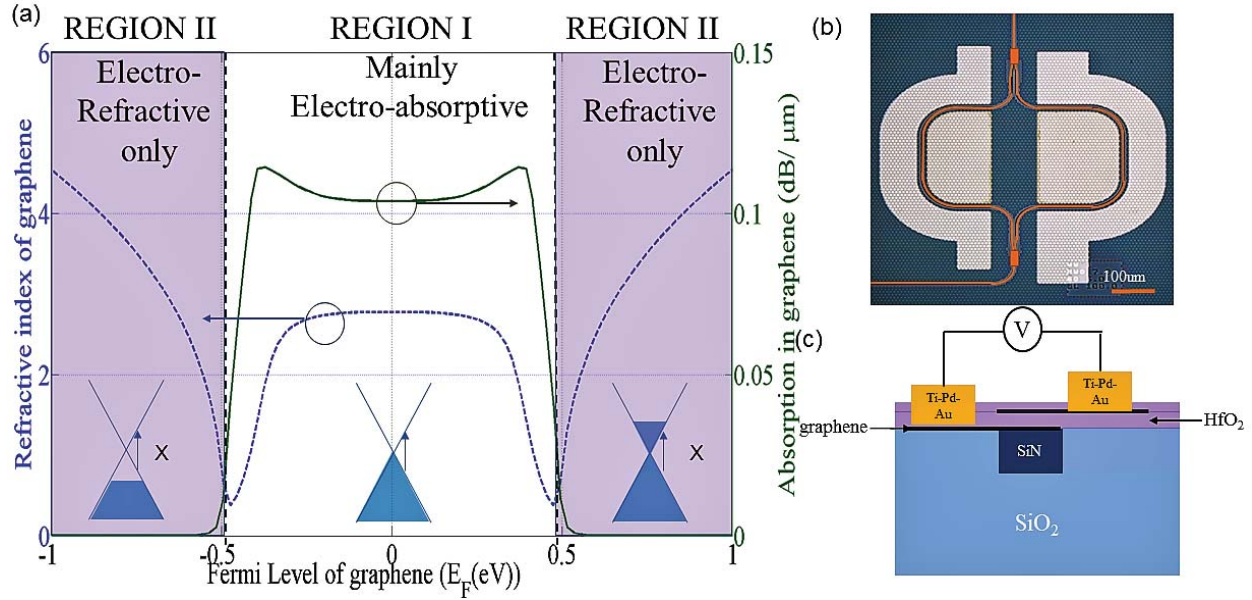 (a)
REGION II
REGION I
REGION II
6
4
2
0
Refractive index of graphene
Electro-
Refractive
only
Mainly
Electro-absorptive
Electro-
Refractive
only
X
X
X
0.15
0.1
0.05
0
Absorption in graphene (dB/ μm)
-1
-0.5
0
0.5
1
Fermi Level of graphene (E_F(eV))
(b)
100um
(c)
V
Ti-Pd-
Au
Ti-Pd-
Au
graphene
HfO₂
SiN
SiO₂